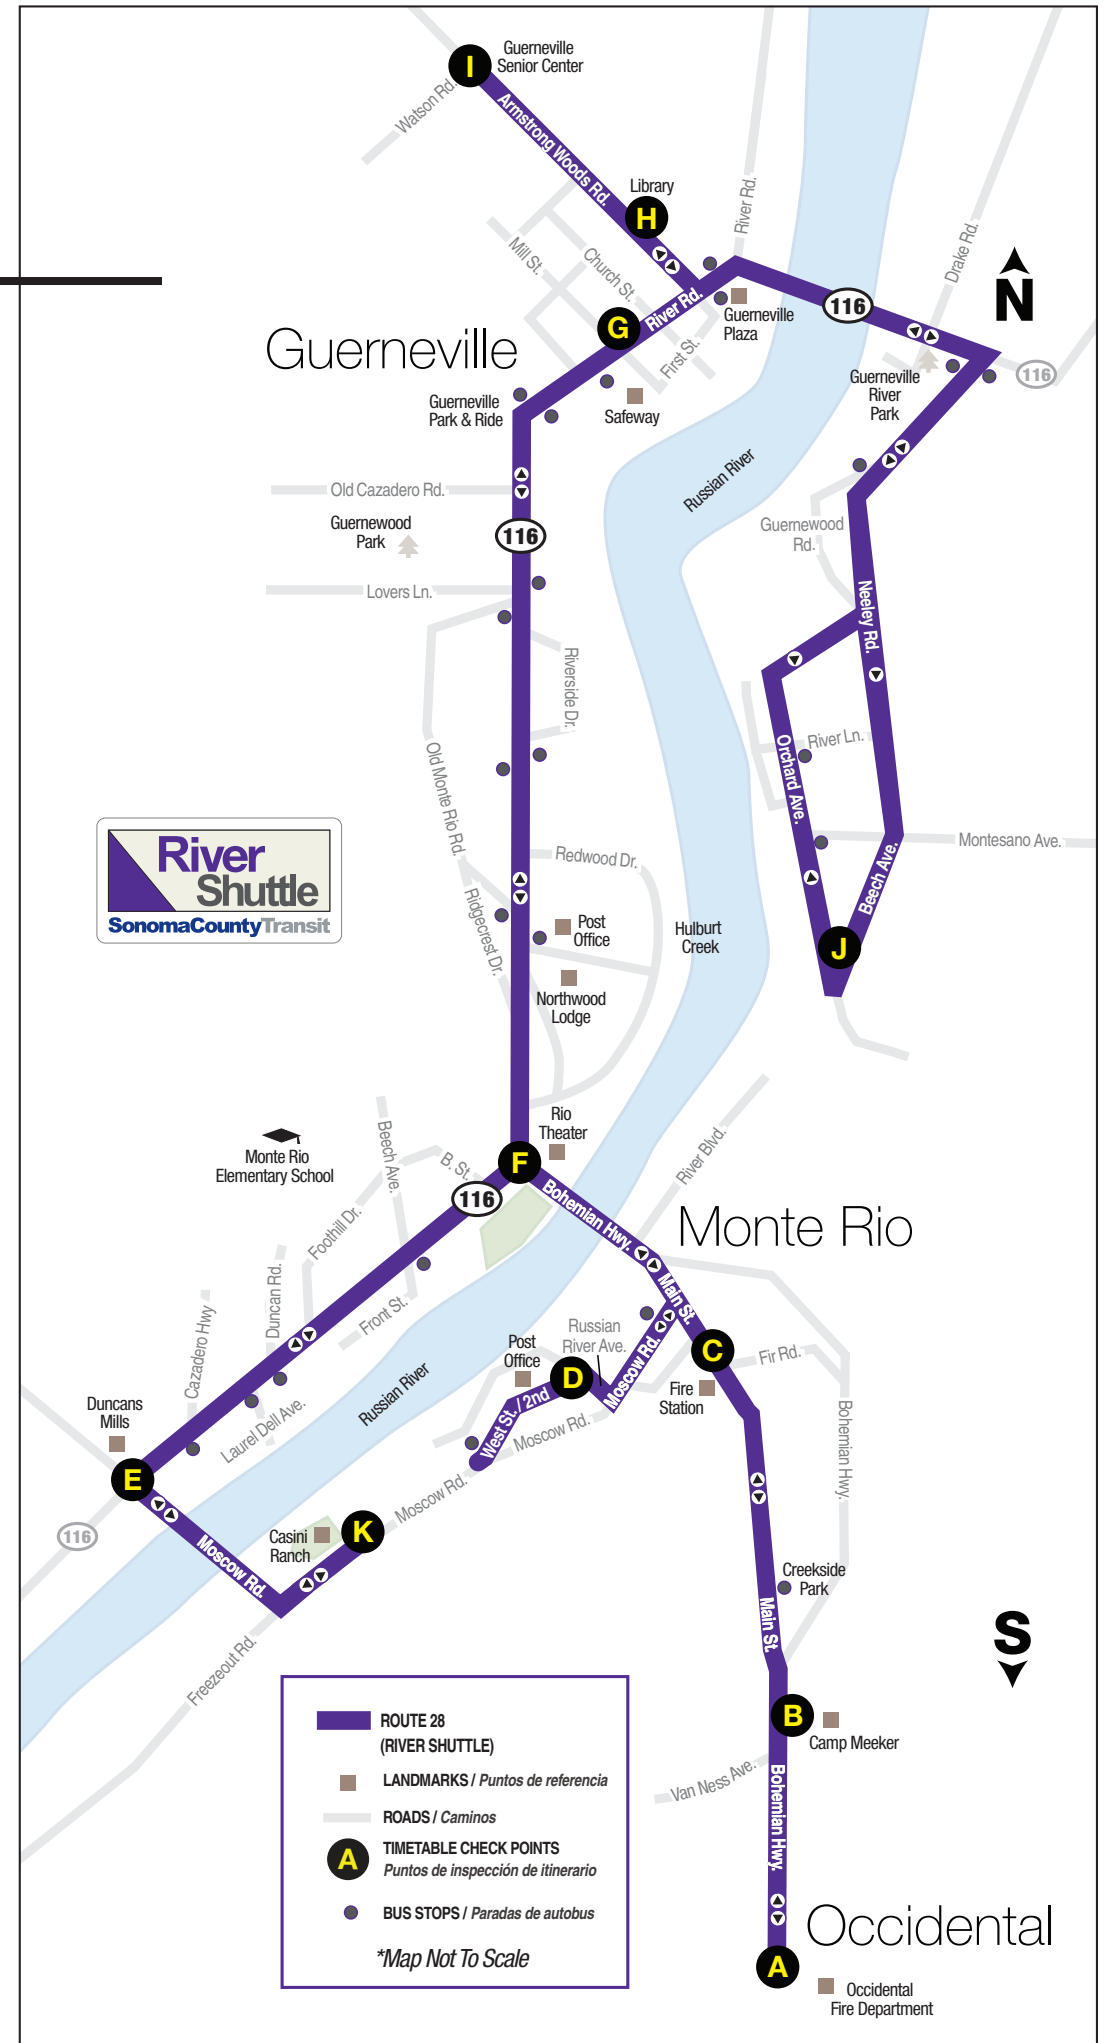 I
Guerneville
Senior Center
Watson Rd.
Armstrong Woods Rd.
Library
H
River Rd.
Drake Rd.
Mill St.
Church St.
N
116
River Rd.
G
Guerneville
Plaza
Guerneville
First St.
116
Guerneville
River
Park
Guerneville
Park & Ride
Safeway
Russian River
Old Cazadero Rd.
Guernewood
Park
116
Guernewood
Rd.
Lovers Ln.
Neeley Rd.
Riverside Dr.
Old Monte Rio Rd.
Orchard Ave.
River Ln.
River
Shuttle
SonomaCountyTransit
Redwood Dr.
Montesano Ave.
Beech Ave.
Ridgecrest Dr.
Post
Office
Hulburt
Creek
J
Northwood
Lodge
Rio
Theater
Monte Rio
Elementary School
Beech Ave.
B. St.
F
River Blvd.
116
Bohemian Hwy.
Monte Rio
Foothill Dr.
Duncan Rd.
Cazadero Hwy
Front St.
Main St.
Russian
River Ave.
Post
Office
D
Moscow Rd.
C
Fir Rd.
Fire
Station
Duncans
Mills
Laurel Dell Ave.
Russian River
West St. / 2nd
Moscow Rd.
Bohemian Hwy.
E
Moscow Rd.
116
Moscow Rd.
Casini
Ranch
K
Creekside
Park
Main St.
Freezeout Rd.
S
B
Camp Meeker
Van Ness Ave.
Bohemian Hwy.
ROUTE 28
(RIVER SHUTTLE)
LANDMARKS / Puntos de referencia
ROADS / Caminos
A
TIMETABLE CHECK POINTS
Puntos de inspección de itinerario
BUS STOPS / Paradas de autobus
*Map Not To Scale
Occidental
A
Occidental
Fire Department